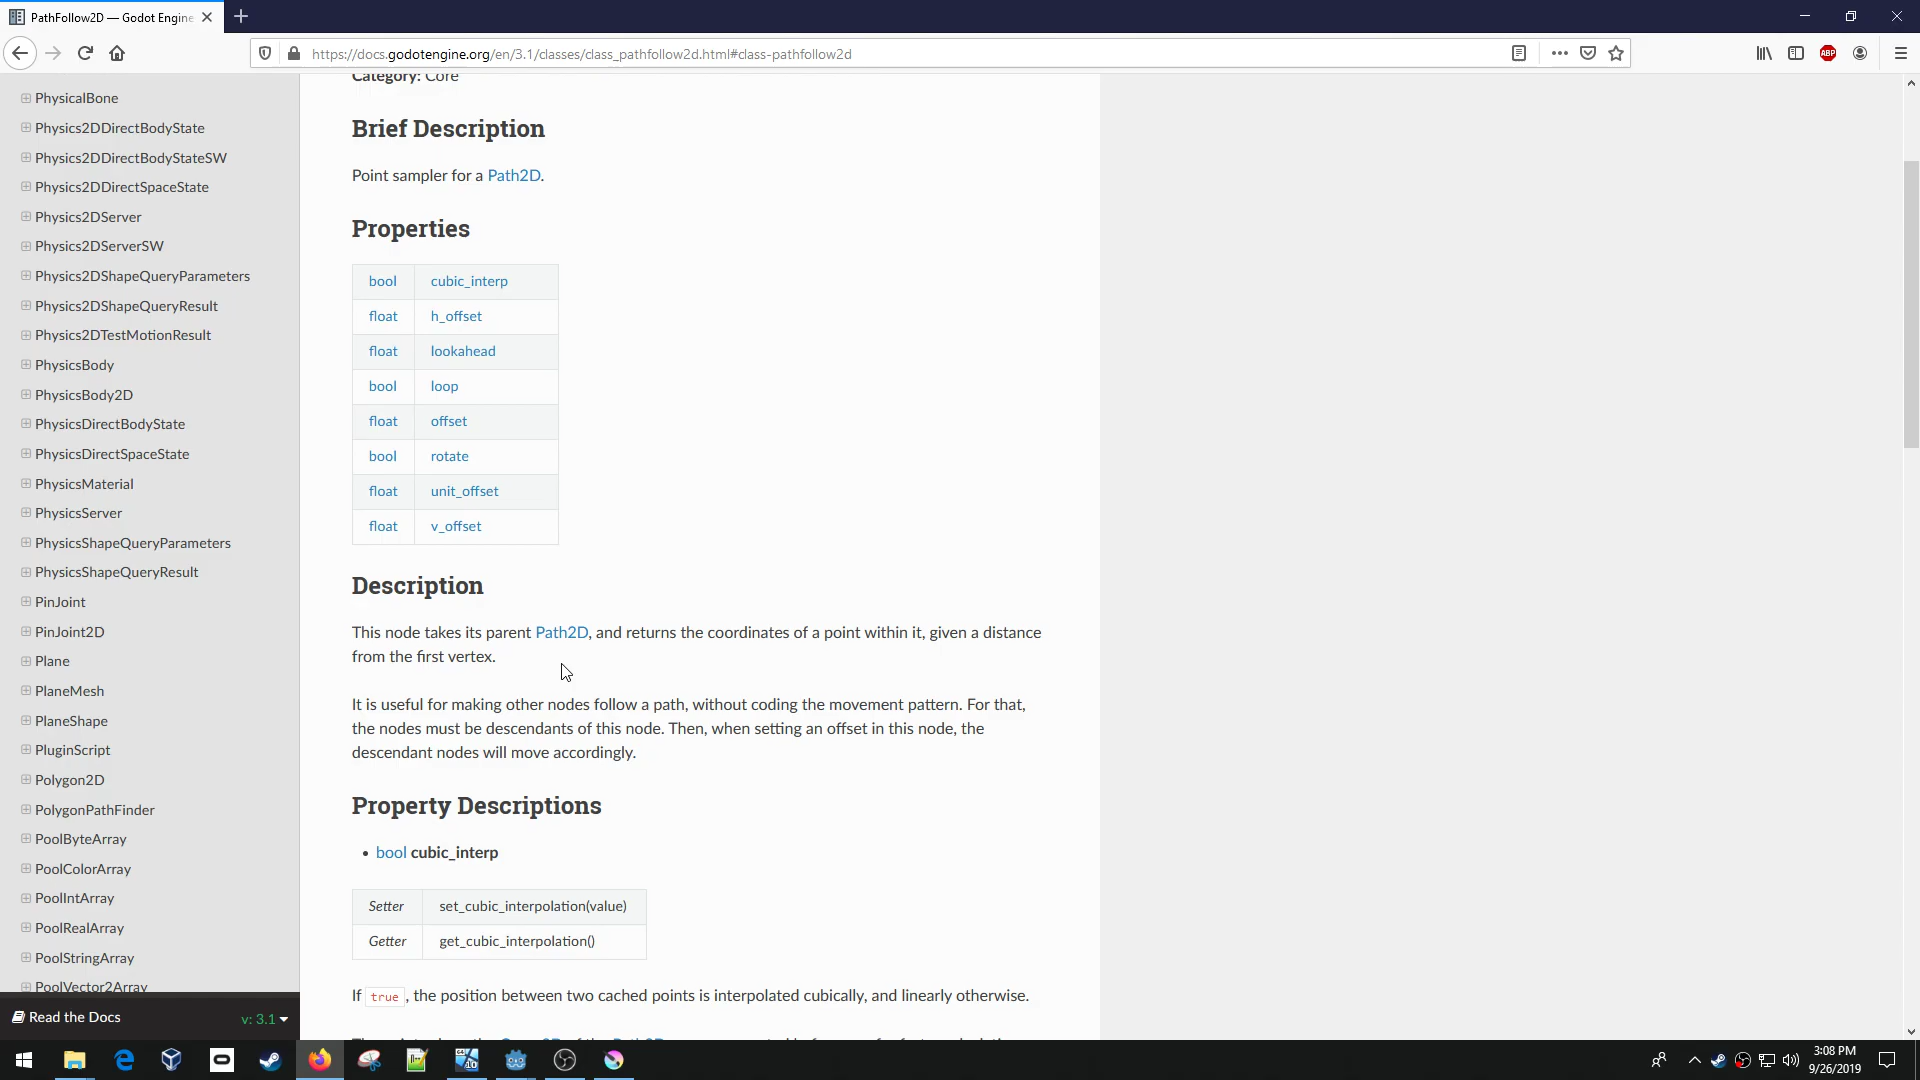 PathFollow2D — Godot Engine
https://docs.godotengine.org/en/3.1/classes/class_pathfollow2d.html#class-pathfollow2d
ABP
PhysicalBone
Physics2DDirectBodyState
Physics2DDirectBodyStateSW
Physics2DDirectSpaceState
Physics2DServer
Physics2DServerSW
Physics2DShapeQueryParameters
Physics2DShapeQueryResult
Physics2DTestMotionResult
PhysicsBody
PhysicsBody2D
PhysicsDirectBodyState
PhysicsDirectSpaceState
PhysicsMaterial
PhysicsServer
PhysicsShapeQueryParameters
PhysicsShapeQueryResult
PinJoint
PinJoint2D
Plane
PlaneMesh
PlaneShape
PluginScript
Polygon2D
PolygonPathFinder
PoolByteArray
PoolColorArray
PoolIntArray
PoolRealArray
PoolStringArray
PoolVector2Array
Read the Docs
v: 3.1
Category: Core
Brief Description
Point sampler for a Path2D.
Properties
bool cubic_interp
float h_offset
float lookahead
bool loop
float offset
bool rotate
float unit_offset
float v_offset
Description
This node takes its parent Path2D, and returns the coordinates of a point within it, given a distance
from the first vertex.
It is useful for making other nodes follow a path, without coding the movement pattern. For that,
the nodes must be descendants of this node. Then, when setting an offset in this node, the
descendant nodes will move accordingly.
Property Descriptions
• bool cubic_interp
Setter set_cubic_interpolation(value)
Getter get_cubic_interpolation()
If true, the position between two cached points is interpolated cubically, and linearly otherwise.
3:08 PM
9/26/2019